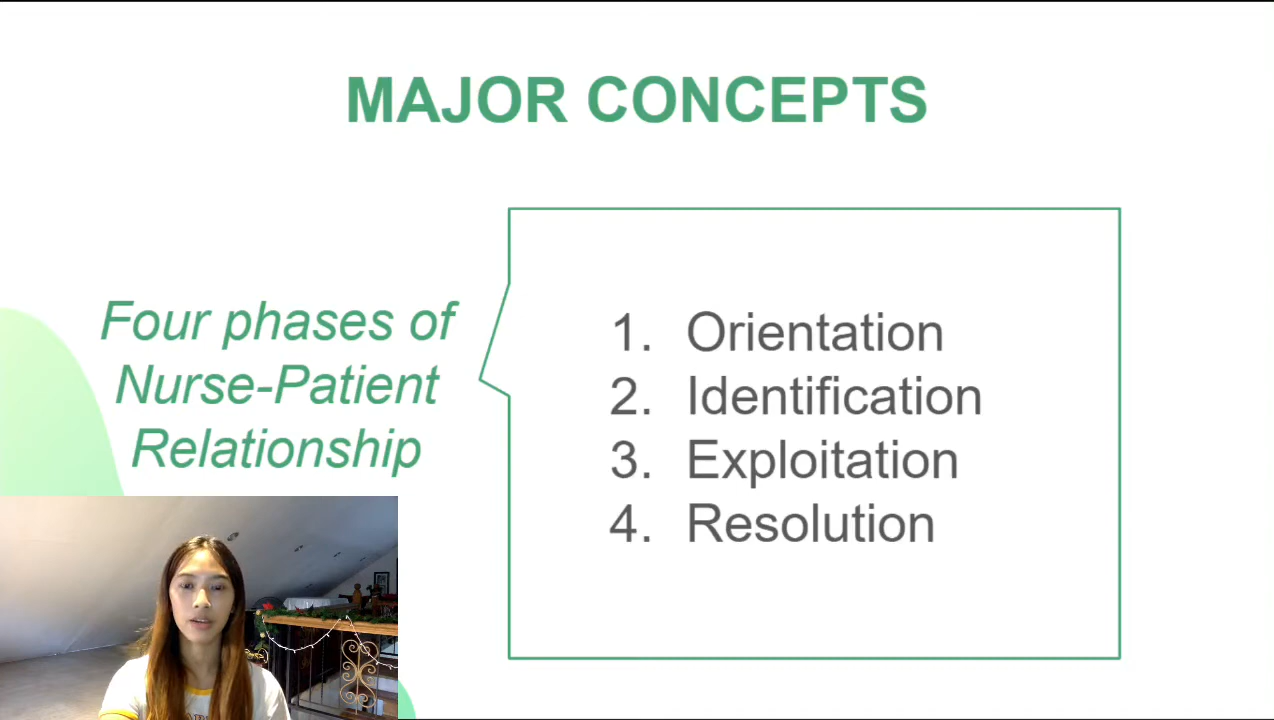 MAJOR CONCEPTS
Four phases of
Nurse-Patient
Relationship
1. Orientation
2. Identification
3. Exploitation
4. Resolution